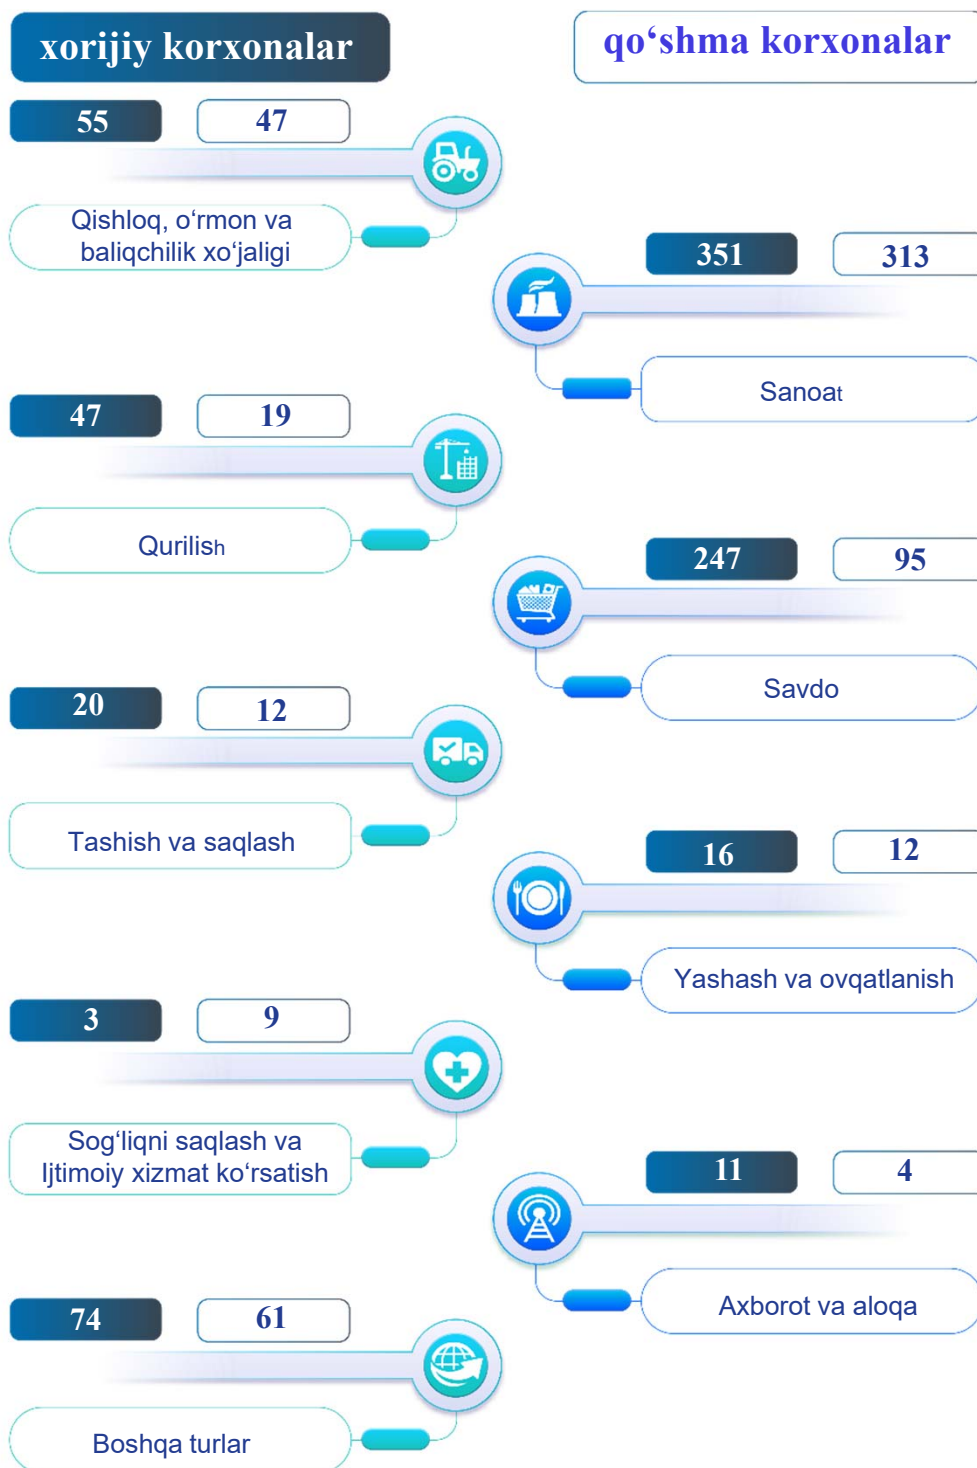 xorijiy korxonalar
qo‘shma korxonalar
55
47
Qishloq, o‘rmon va
baliqchilik xo‘jaligi
351
313
Sanoat
47
19
Qurilish
247
95
Savdo
20
12
Tashish va saqlash
16
12
Yashash va ovqatlanish
3
9
Sog‘liqni saqlash va
Ijtimoiy xizmat ko‘rsatish
11
4
Axborot va aloqa
74
61
Boshqa turlar